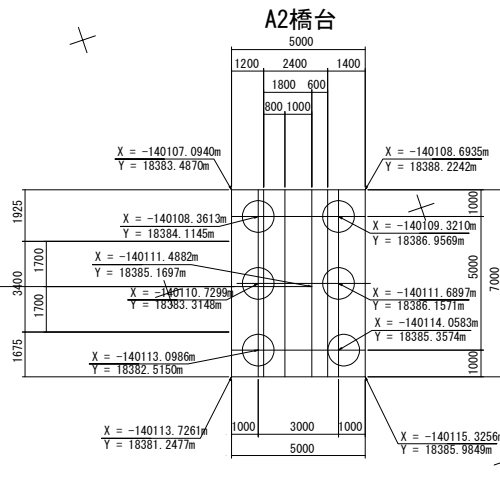 A2橋台
5000
1200 2400 1400
1800 600
800 1000
X = -140107.0940m
Y = 18383.4870m
X = -140108.6935m
Y = 18388.2242m
1925
1000
X = -140108.3613m
Y = 18384.1145m
X = -140109.3210m
Y = 18386.9569m
1700
X = -140111.4882m
Y = 18385.1697m
5000
7000
3400
X = -140110.7299m
Y = 18383.3148m
X = -140111.6897m
Y = 18386.1571m
1700
X = -140114.0583m
Y = 18385.3574m
1675
X = -140113.0986m
Y = 18382.5150m
1000
X = -140113.7261m
Y = 18381.2477m
1000 3000 1000
X = -140115.3256m
Y = 18385.9849m
5000